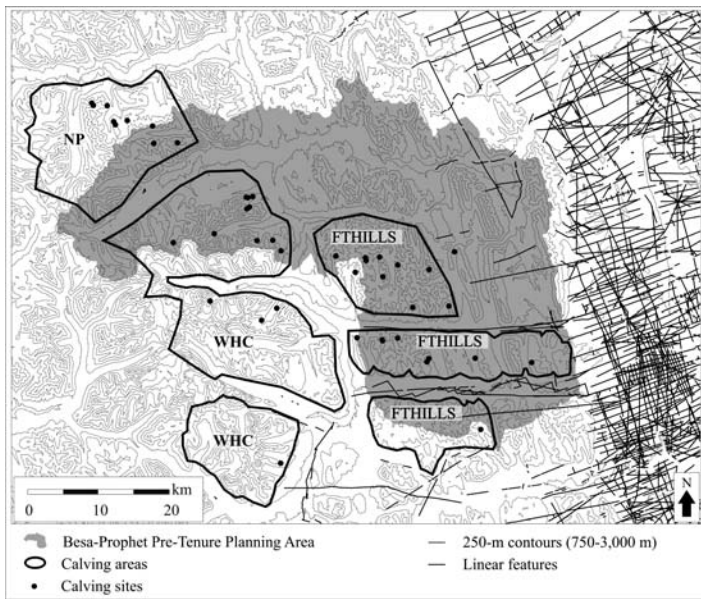 NP
FTHILLS
WHC
FTHILLS
FTHILLS
WHC
km
0 10 20
N
Besa-Prophet Pre-Tenure Planning Area
Calving areas
Calving sites
250-m contours (750-3,000 m)
Linear features